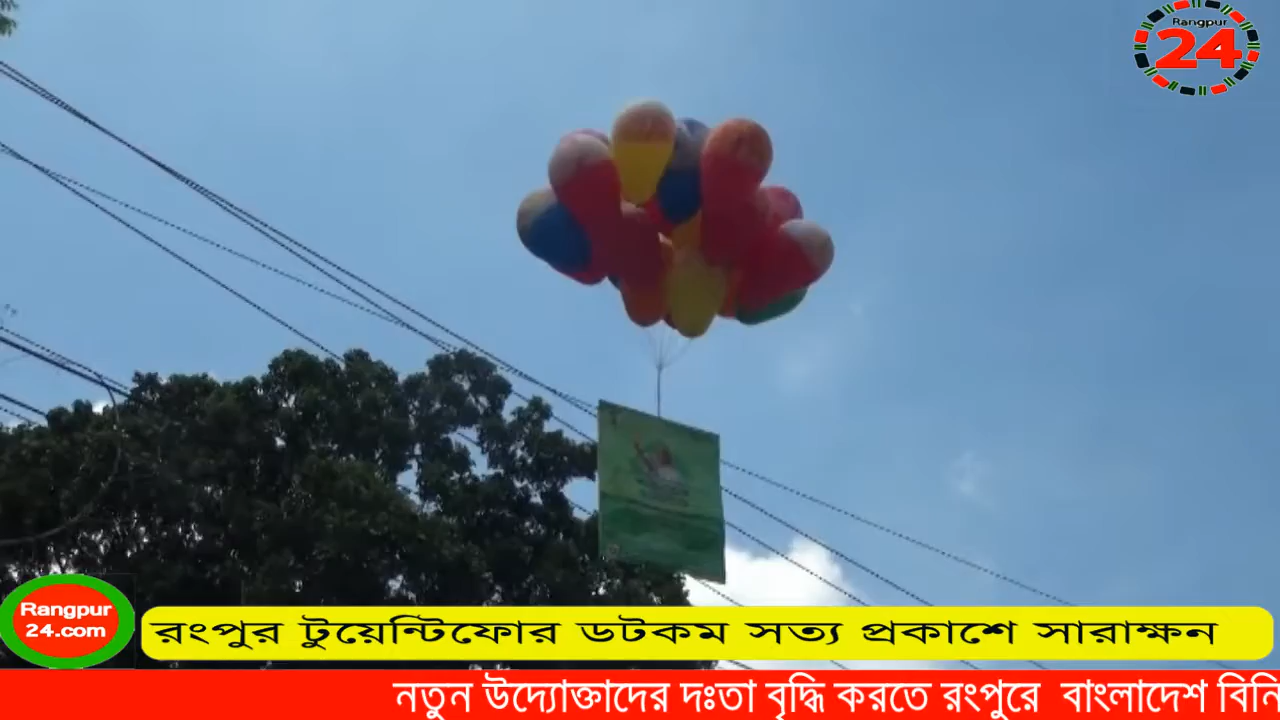 Rangpur
24
Rangpur
24.com
রংপুর টুয়েন্টিফোর ডটকম সত্য প্রকাশে সারাক্ষন
নতুন উদ্যোক্তাদের দঃতা বৃদ্ধি করতে রংপুরে বাংলাদেশ বিনি